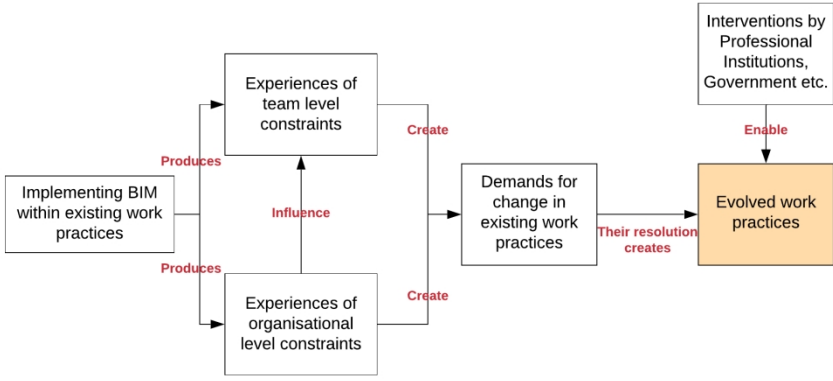 Interventions by
Professional
Institutions,
Government etc.
Experiences of
team level
constraints
Create
Enable
Produces
Implementing BIM
within existing work
practices
Influence
Demands for
change in
existing work
practices
Their resolution
creates
Evolved work
practices
Produces
Experiences of
organisational
level constraints
Create